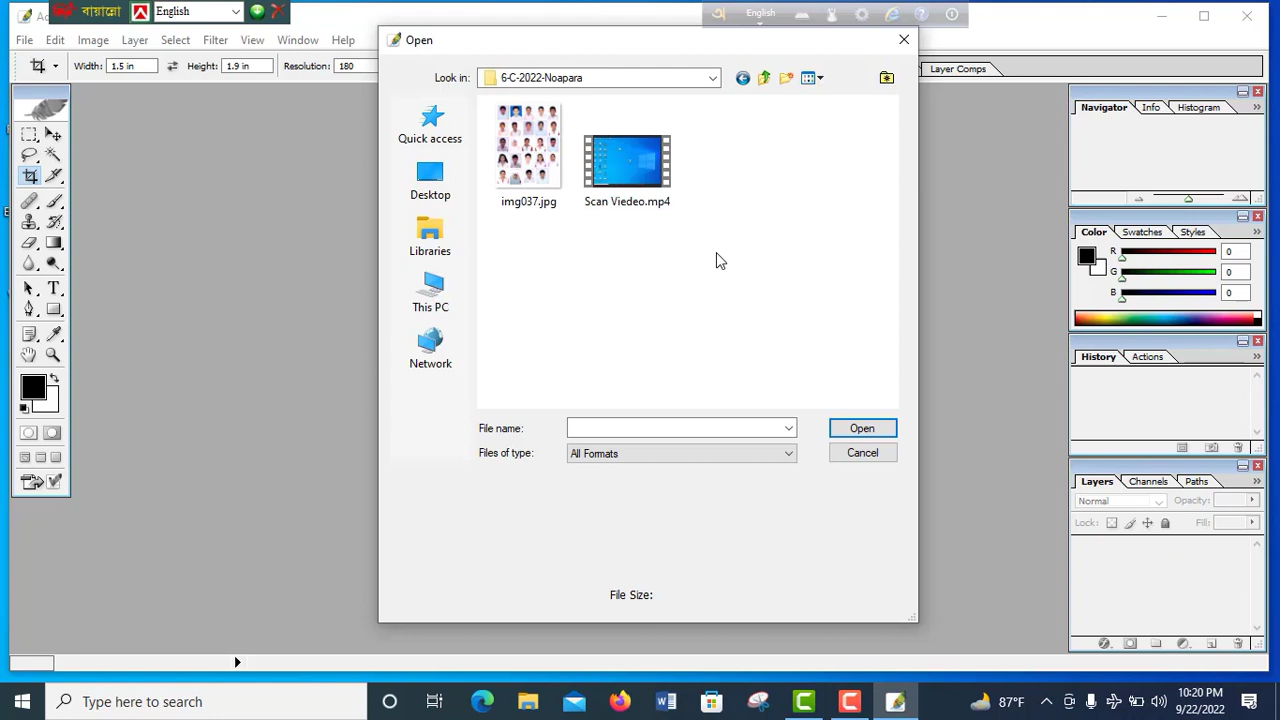 বায়ান্নো
English
English
File Edit Image Layer Select Filter View Window Help
Width: 1.5 in Height: 1.9 in Resolution: 180
Layer Comps
Open
Look in: 6-C-2022-Noapara
Quick access
Desktop
Libraries
This PC
Network
img037.jpg
Scan Viedeo.mp4
File name:
Open
Files of type: All Formats
Cancel
File Size:
Navigator Info Histogram
Color Swatches Styles
R 0
G 0
B 0
History Actions
Layers Channels Paths
Normal Opacity:
Lock: Fill:
Type here to search
87°F
10:20 PM
9/22/2022